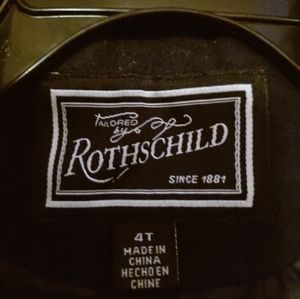 TAILORED
by
ROTHSCHILD
SINCE 1881
4T
MADE IN
CHINA
HECHO EN
CHINE